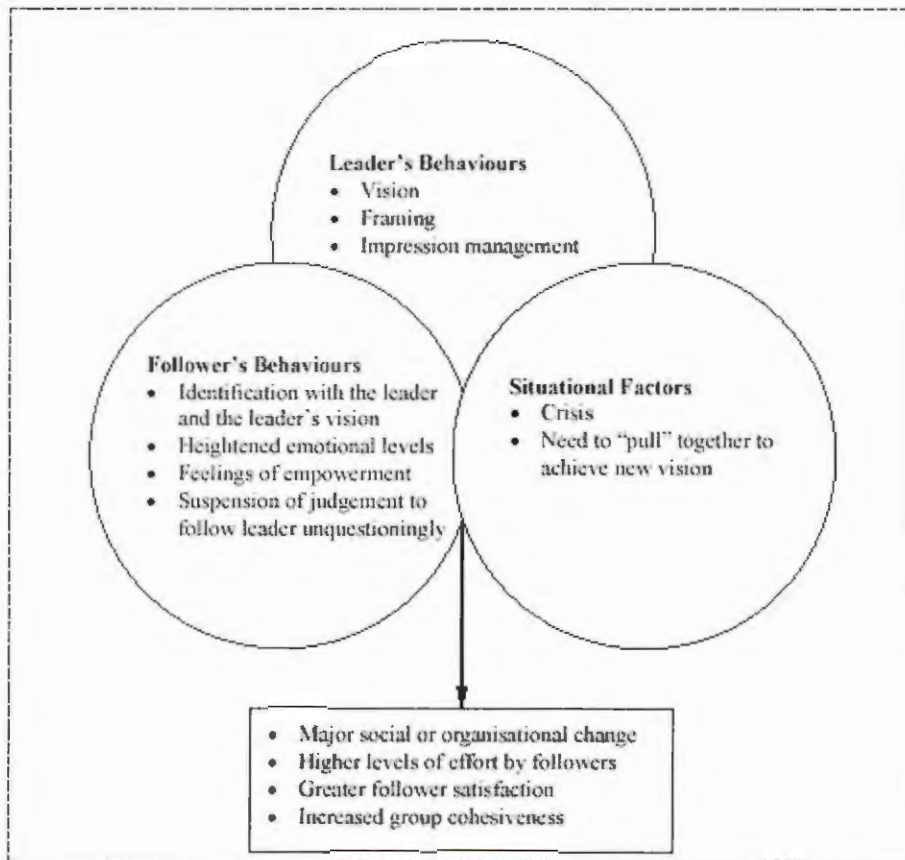 Leader's Behaviours
• Vision
• Framing
• Impression management
Follower's Behaviours
• Identification with the leader
and the leader's vision
• Heightened emotional levels
• Feelings of empowerment
• Suspension of judgement to
follow leader unquestioningly
Situational Factors
• Crisis
• Need to "pull" together to
achieve new vision
• Major social or organisational change
• Higher levels of effort by followers
• Greater follower satisfaction
• Increased group cohesiveness